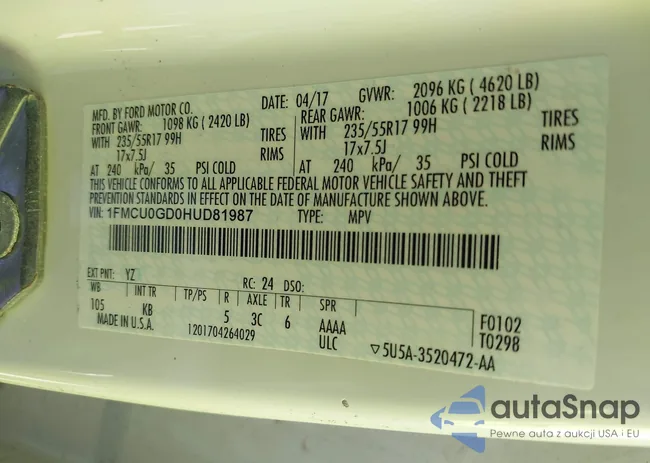 MFD. BY FORD MOTOR CO.
DATE: 04/17 GVWR: 2096 KG ( 4620 LB)
FRONT GAWR: 1098 KG ( 2420 LB) REAR GAWR: 1006 KG ( 2218 LB)
WITH 235/55R17 99H TIRES WITH 235/55R17 99H TIRES
17x7.5J RIMS 17x7.5J RIMS
AT 240 kPa/ 35 PSI COLD AT 240 kPa/ 35 PSI COLD
THIS VEHICLE CONFORMS TO ALL APPLICABLE FEDERAL MOTOR VEHICLE SAFETY AND THEFT
PREVENTION STANDARDS IN EFFECT ON THE DATE OF MANUFACTURE SHOWN ABOVE.
VIN: 1FMCU0GD0HUD81987 TYPE: MPV
EXT PNT: YZ RC: 24 DSO:
WB INT TR TP/PS R AXLE TR SPR
105 KB 5 3C 6 AAAA F0102
MADE IN U.S.A. 1201704264029 ULC T0298
▽5U5A-3520472-AA
autaSnap
Pewne auta z aukcji USA i EU